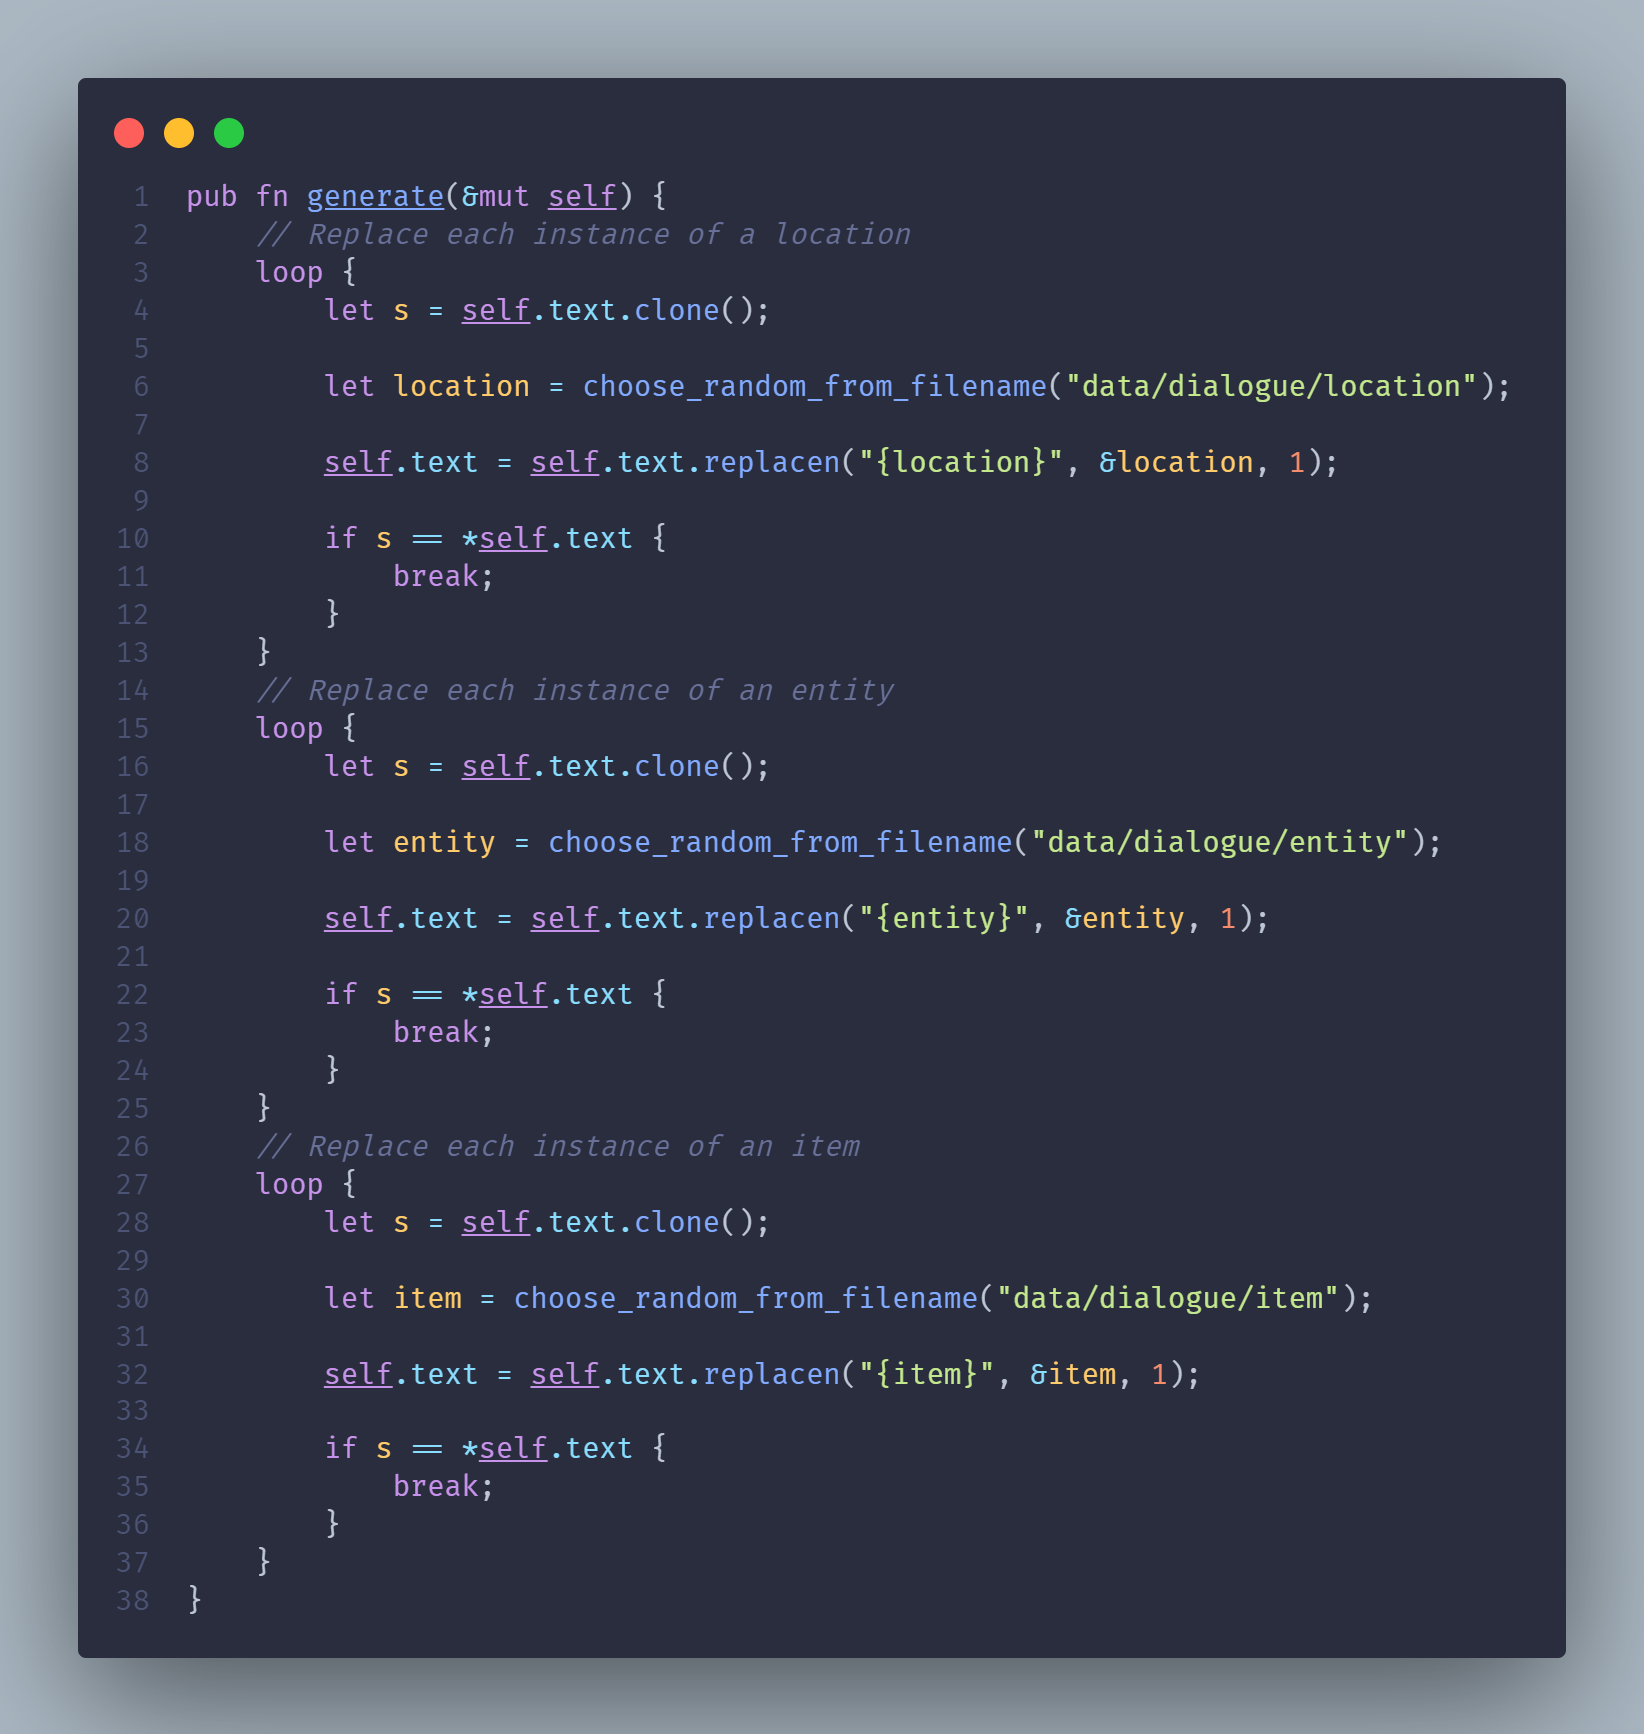 1 pub fn generate(&mut self) {
2     // Replace each instance of a location
3     loop {
4         let s = self.text.clone();
5
6         let location = choose_random_from_filename("data/dialogue/location");
7
8         self.text = self.text.replacen("{location}", &location, 1);
9
10         if s == *self.text {
11             break;
12         }
13     }
14     // Replace each instance of an entity
15     loop {
16         let s = self.text.clone();
17
18         let entity = choose_random_from_filename("data/dialogue/entity");
19
20         self.text = self.text.replacen("{entity}", &entity, 1);
21
22         if s == *self.text {
23             break;
24         }
25     }
26     // Replace each instance of an item
27     loop {
28         let s = self.text.clone();
29
30         let item = choose_random_from_filename("data/dialogue/item");
31
32         self.text = self.text.replacen("{item}", &item, 1);
33
34         if s == *self.text {
35             break;
36         }
37     }
38 }